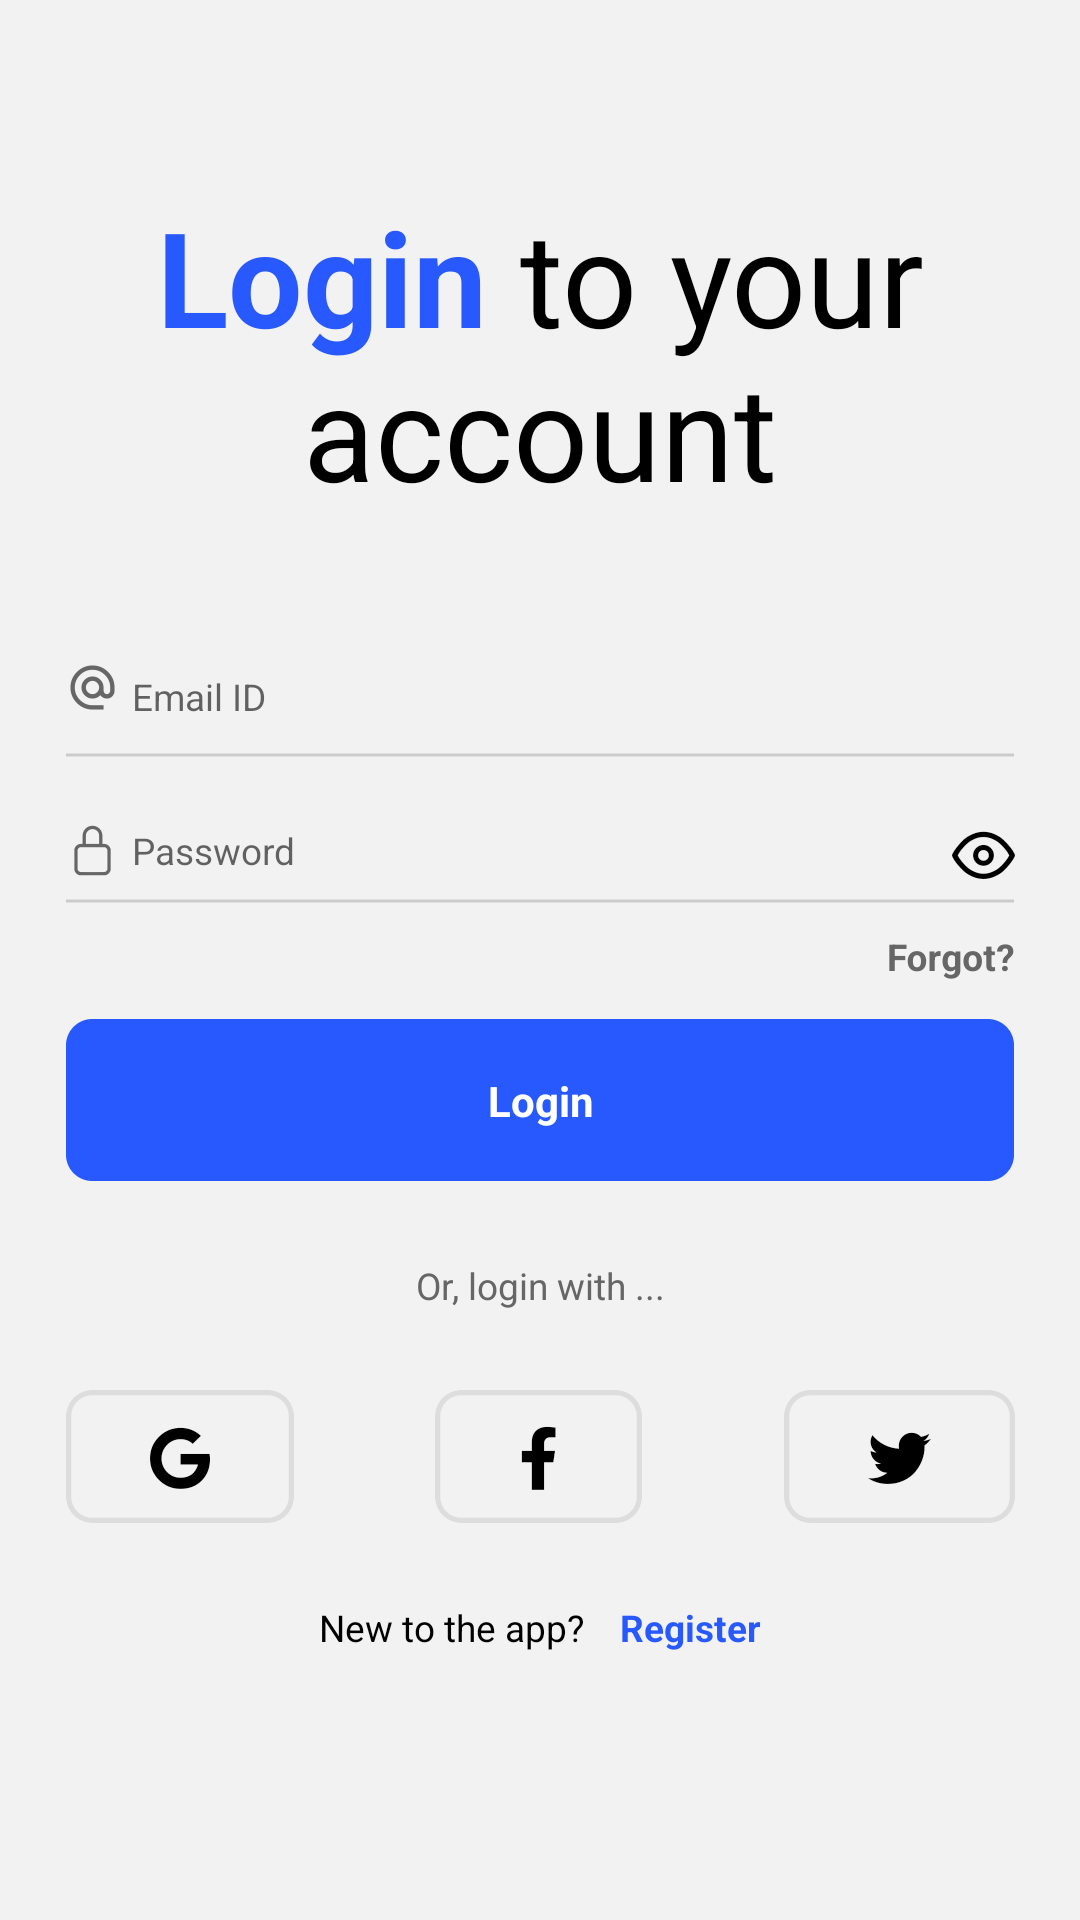 Login to your
account
Email ID
Password
Forgot?
Login
Or, login with ...
New to the app? Register